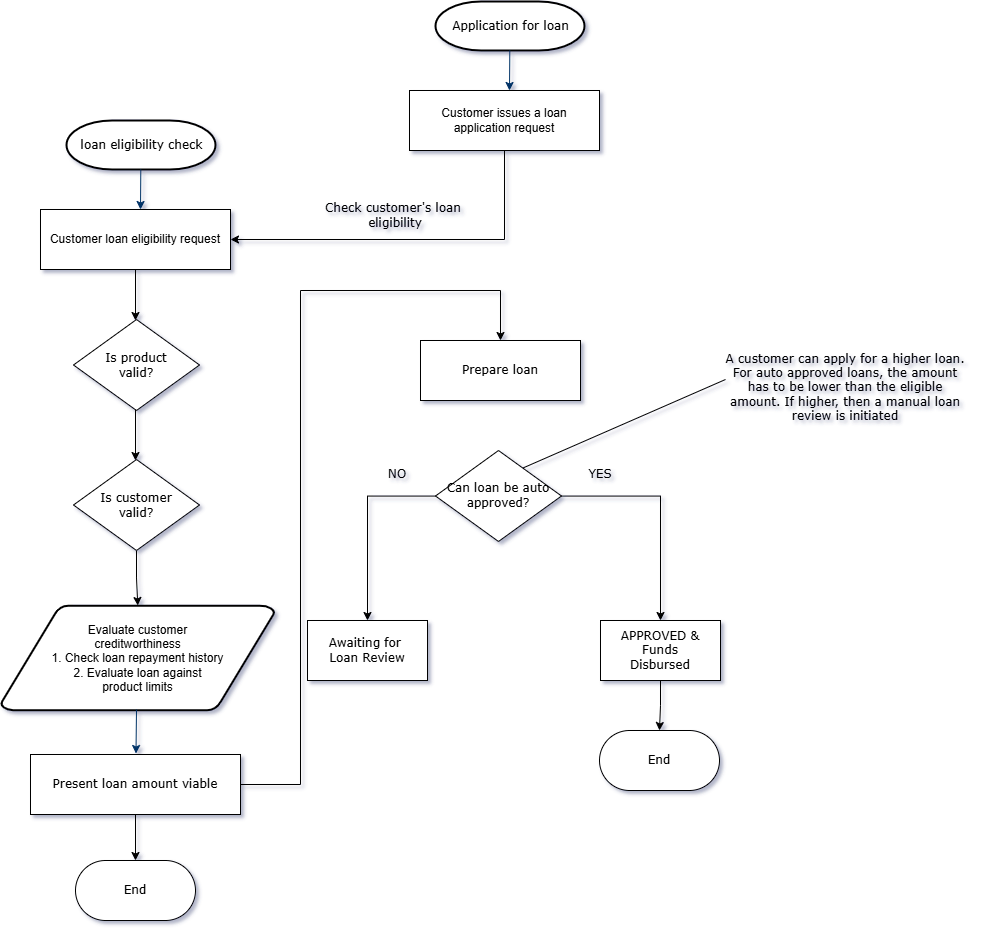 Application for loan
Customer issues a loan
application request
loan eligibility check
Check customer's loan
eligibility
Customer loan eligibility request
Is product
valid?
Prepare loan
A customer can apply for a higher loan.
For auto approved loans, the amount
has to be lower than the eligible
amount. If higher, then a manual loan
review is initiated
NO
YES
Can loan be auto
approved?
Is customer
valid?
Evaluate customer
creditworthiness
1. Check loan repayment history
2. Evaluate loan against
product limits
Awaiting for
Loan Review
APPROVED &
Funds
Disbursed
Present loan amount viable
End
End